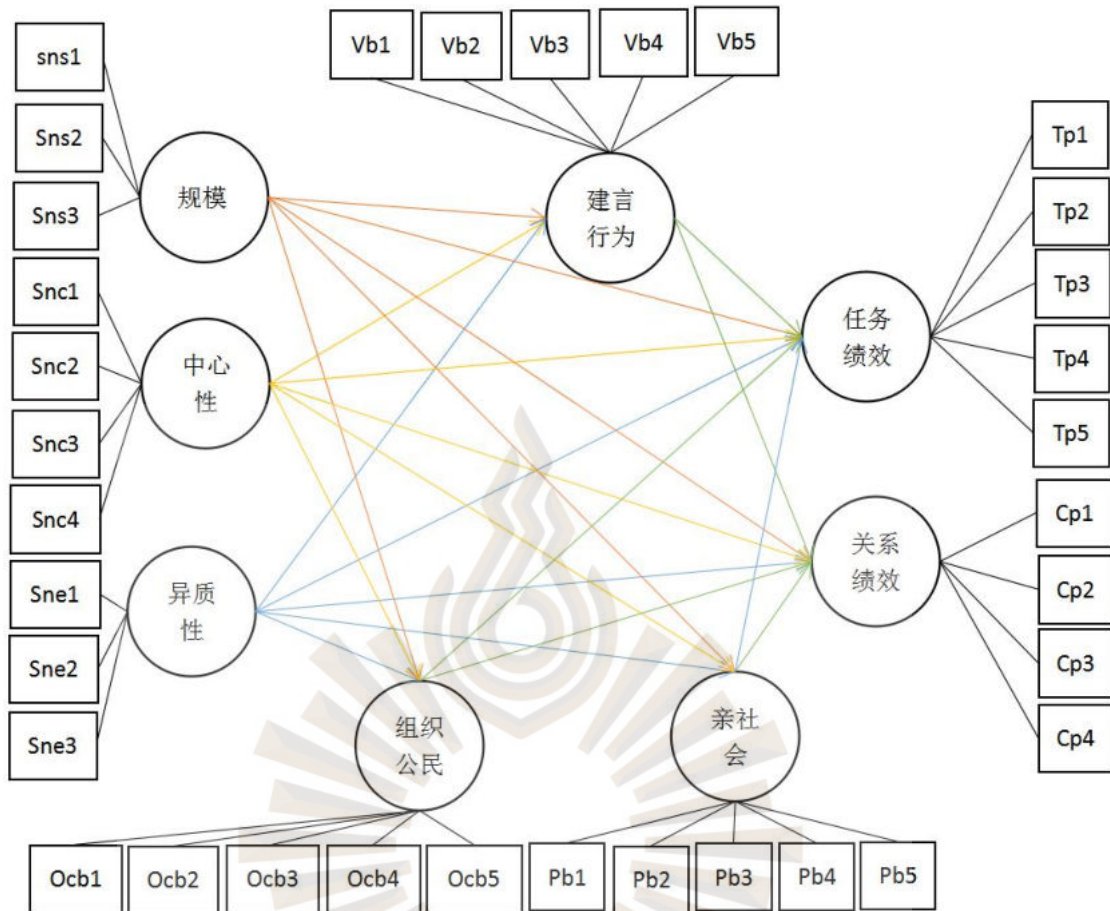 Vb1
Vb2
Vb3
Vb4
Vb5
sns1
Sns2
Sns3
Snc1
Snc2
Snc3
Snc4
Sne1
Sne2
Sne3
规模
中心
性
异质
性
建言
行为
任务
绩效
关系
绩效
组织
公民
亲社
会
Tp1
Tp2
Tp3
Tp4
Tp5
Cp1
Cp2
Cp3
Cp4
Ocb1
Ocb2
Ocb3
Ocb4
Ocb5
Pb1
Pb2
Pb3
Pb4
Pb5